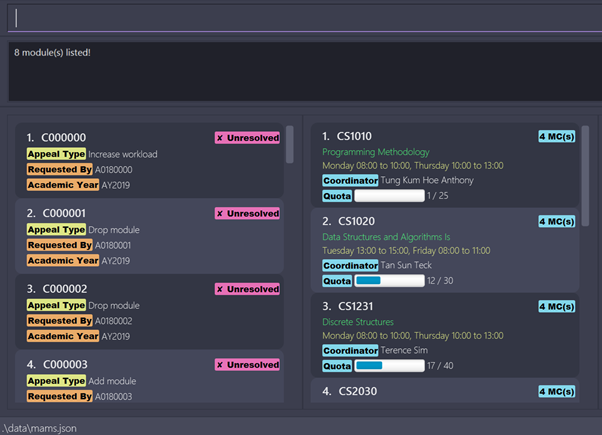 8 module(s) listed!
1. C000000
✘ Unresolved
Appeal Type Increase workload
Requested By A0180000
Academic Year AY2019
2. C000001
✘ Unresolved
Appeal Type Drop module
Requested By A0180001
Academic Year AY2019
3. C000002
✘ Unresolved
Appeal Type Drop module
Requested By A0180002
Academic Year AY2019
4. C000003
✘ Unresolved
Appeal Type Add module
Requested By A0180003
1. CS1010
4 MC(s)
Programming Methodology
Monday 08:00 to 10:00, Thursday 10:00 to 13:00
Coordinator Tung Kum Hoe Anthony
Quota 1 / 25
2. CS1020
4 MC(s)
Data Structures and Algorithms Is
Tuesday 13:00 to 15:00, Friday 08:00 to 11:00
Coordinator Tan Sun Teck
Quota 12 / 30
3. CS1231
4 MC(s)
Discrete Structures
Monday 08:00 to 10:00, Thursday 10:00 to 13:00
Coordinator Terence Sim
Quota 17 / 40
4. CS2030
4 MC(s)
.\data\mams.json